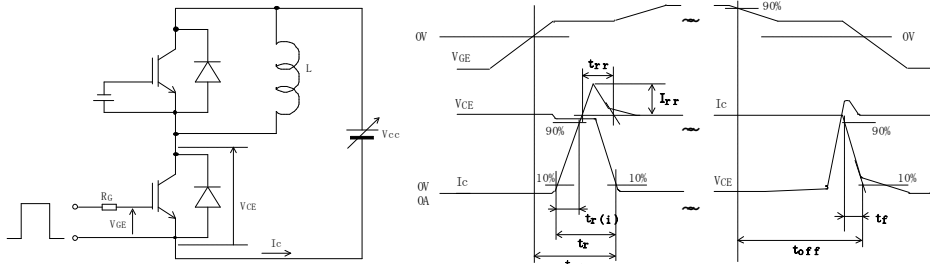 L
Vcc
RG
VGE
VCE
Ic
0V
VGE
trr
Irr
VCE
90%
0V
0A
Ic
10%
10%
tr(i)
tr
90%
0V
Ic
90%
VCE
10%
tf
toff